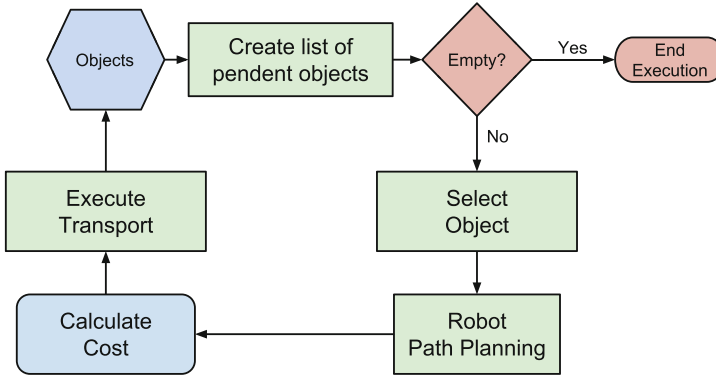 Objects
Create list of
pendent objects
Empty?
Yes
End
Execution
No
Execute
Transport
Select
Object
Calculate
Cost
Robot
Path Planning